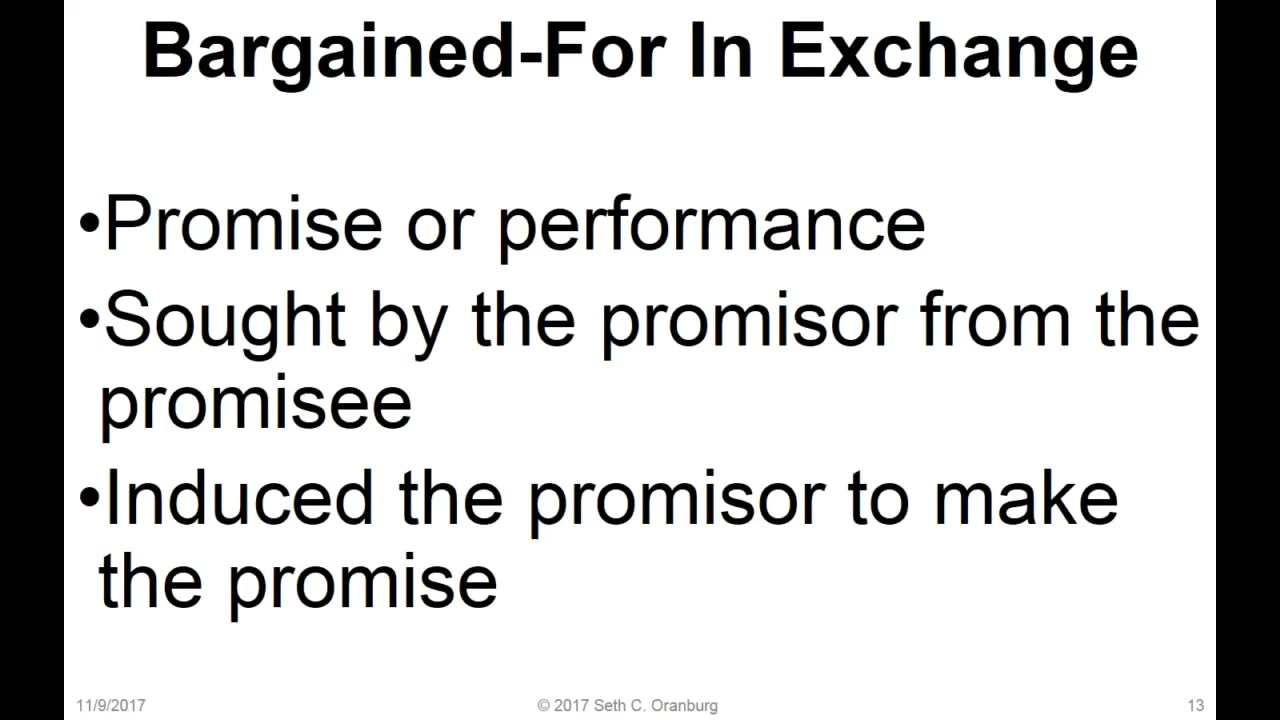 Bargained-For In Exchange
•Promise or performance
•Sought by the promisor from the
promisee
•Induced the promisor to make
the promise
11/9/2017
© 2017 Seth C. Oranburg
13